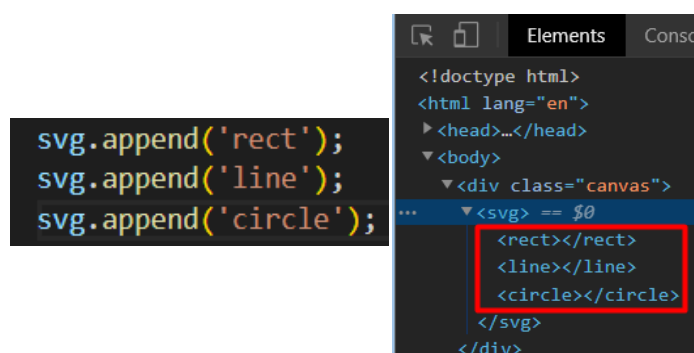 svg.append('rect');
svg.append('line');
svg.append('circle');
Elements
<!doctype html>
<html lang="en">
▶<head>…</head>
▼<body>
▼<div class="canvas">
▼<svg> == $0
<rect></rect>
<line></line>
<circle></circle>
</svg>